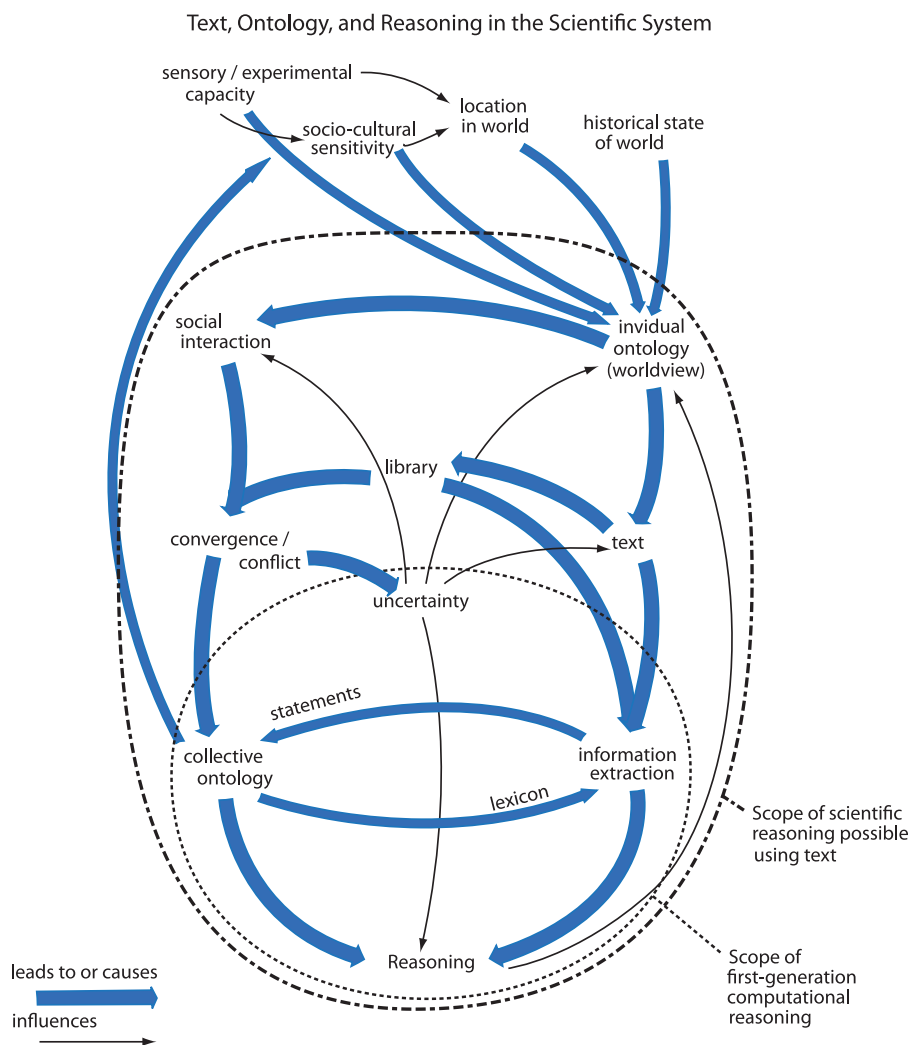 Text, Ontology, and Reasoning in the Scientific System
sensory / experimental
capacity
location
in world
historical state
of world
socio-cultural
sensitivity
social
interaction
invidual
ontology
(worldview)
library
convergence /
conflict
text
uncertainty
statements
collective
ontology
information
extraction
lexicon
Scope of scientific
reasoning possible
using text
Reasoning
Scope of
first-generation
computational
reasoning
leads to or causes
influences